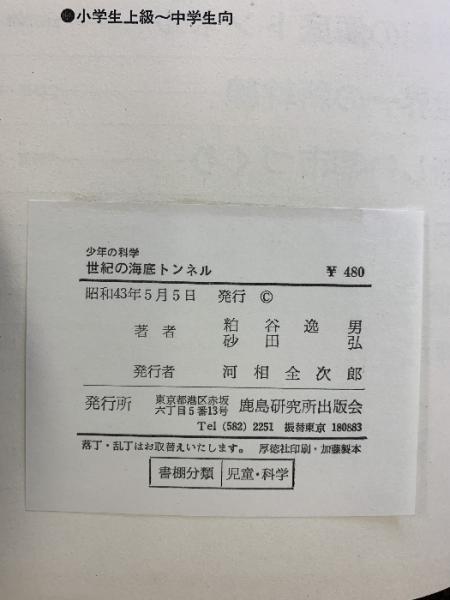 ●小学生上級～中学生向
少年の科学
世紀の海底トンネル ￥480
昭和43年5月5日 発行 ©
著者 粕谷逸男
砂田弘
発行者 河相全次郎
発行所 東京都港区赤坂六丁目5番13号 鹿島研究所出版会
Tel (582) 2251 振替東京 180883
落丁・乱丁はお取替えいたします。 厚徳社印刷・加藤製本
書棚分類 児童・科学